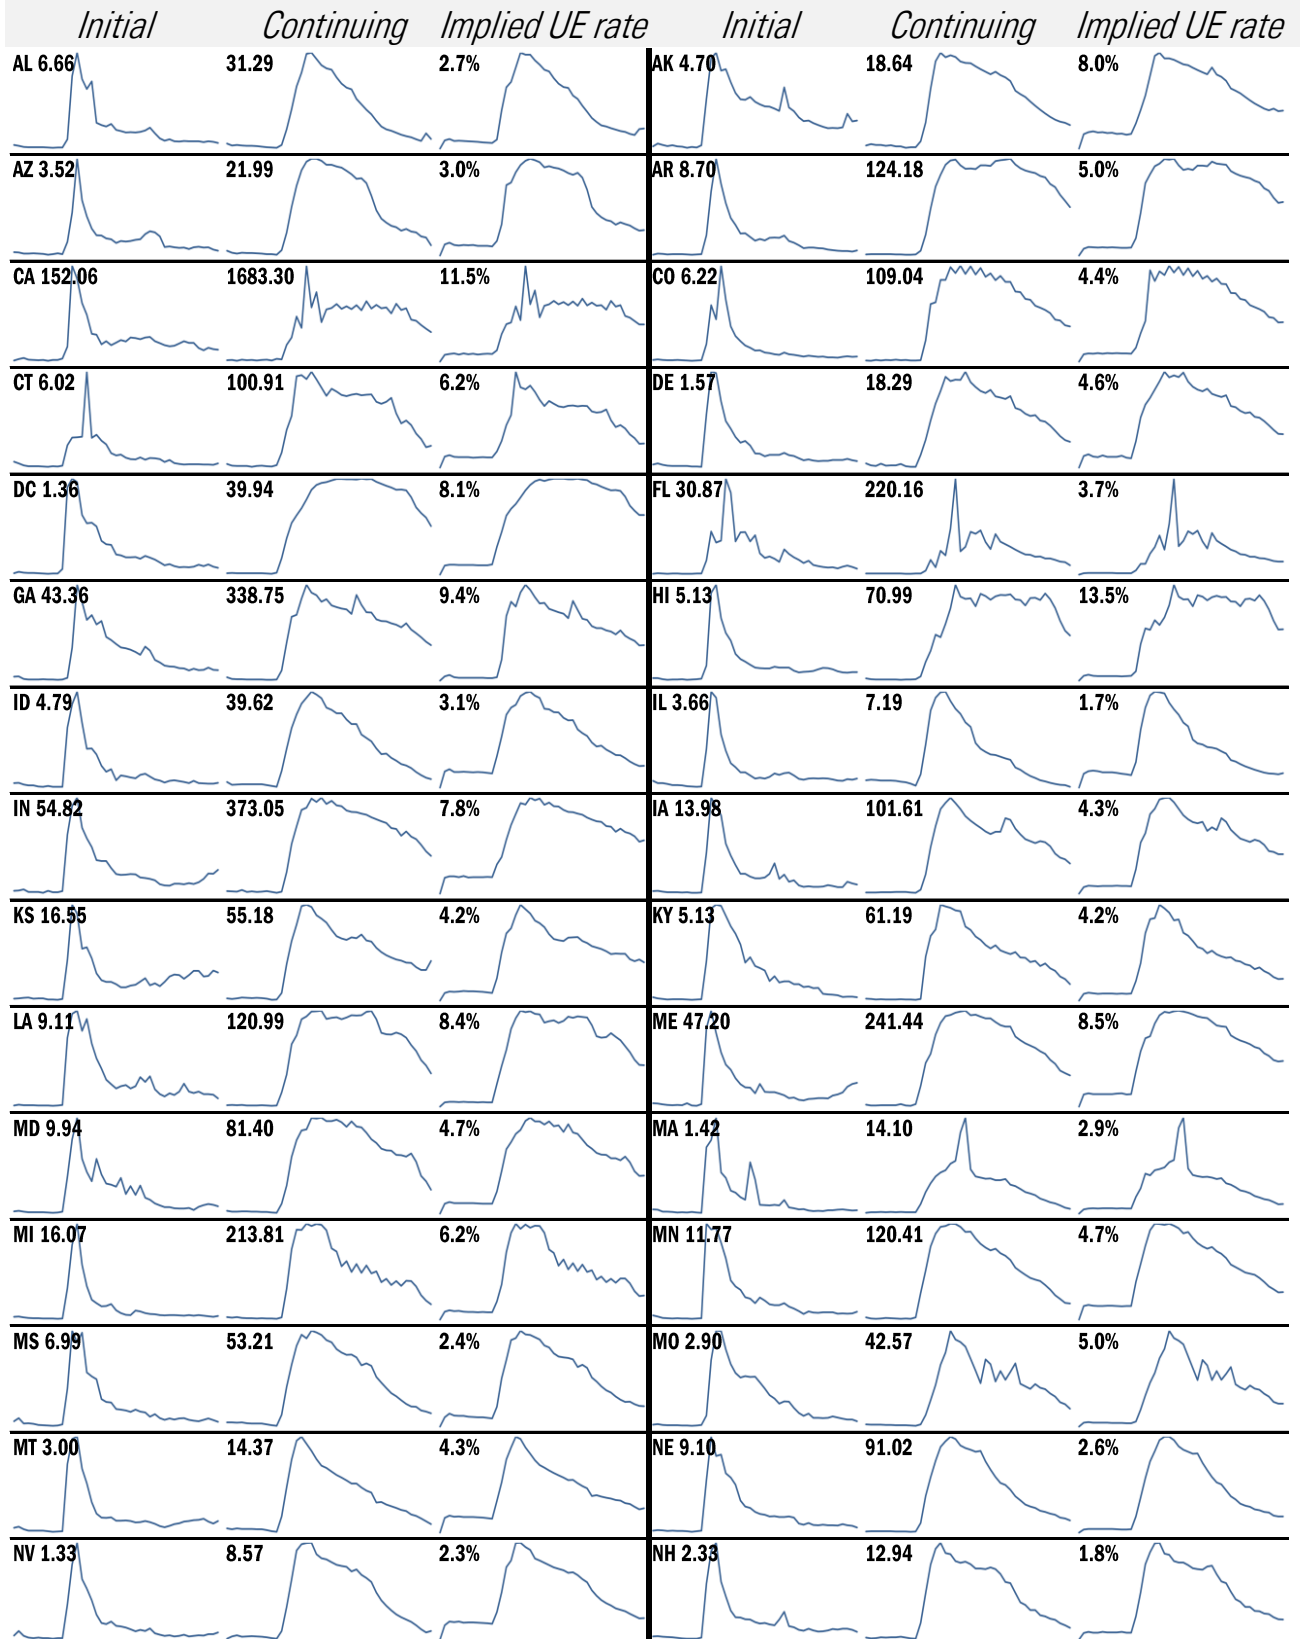 Initial Continuing Implied UE rate Initial Continuing Implied UE rate
AL 6.66 31.29 2.7% AK 4.70 18.64 8.0%
AZ 3.52 21.99 3.0% AR 8.70 124.18 5.0%
CA 152.06 1683.30 11.5% CO 6.22 109.04 4.4%
CT 6.02 100.91 6.2% DE 1.57 18.29 4.6%
DC 1.36 39.94 8.1% FL 30.87 220.16 3.7%
GA 43.36 338.75 9.4% HI 5.13 70.99 13.5%
ID 4.79 39.62 3.1% IL 3.66 7.19 1.7%
IN 54.82 373.05 7.8% IA 13.98 101.61 4.3%
KS 16.55 55.18 4.2% KY 5.13 61.19 4.2%
LA 9.11 120.99 8.4% ME 47.20 241.44 8.5%
MD 9.94 81.40 4.7% MA 1.42 14.10 2.9%
MI 16.07 213.81 6.2% MN 11.77 120.41 4.7%
MS 6.99 53.21 2.4% MO 2.90 42.57 5.0%
MT 3.00 14.37 4.3% NE 9.10 91.02 2.6%
NV 1.33 8.57 2.3% NH 2.33 12.94 1.8%